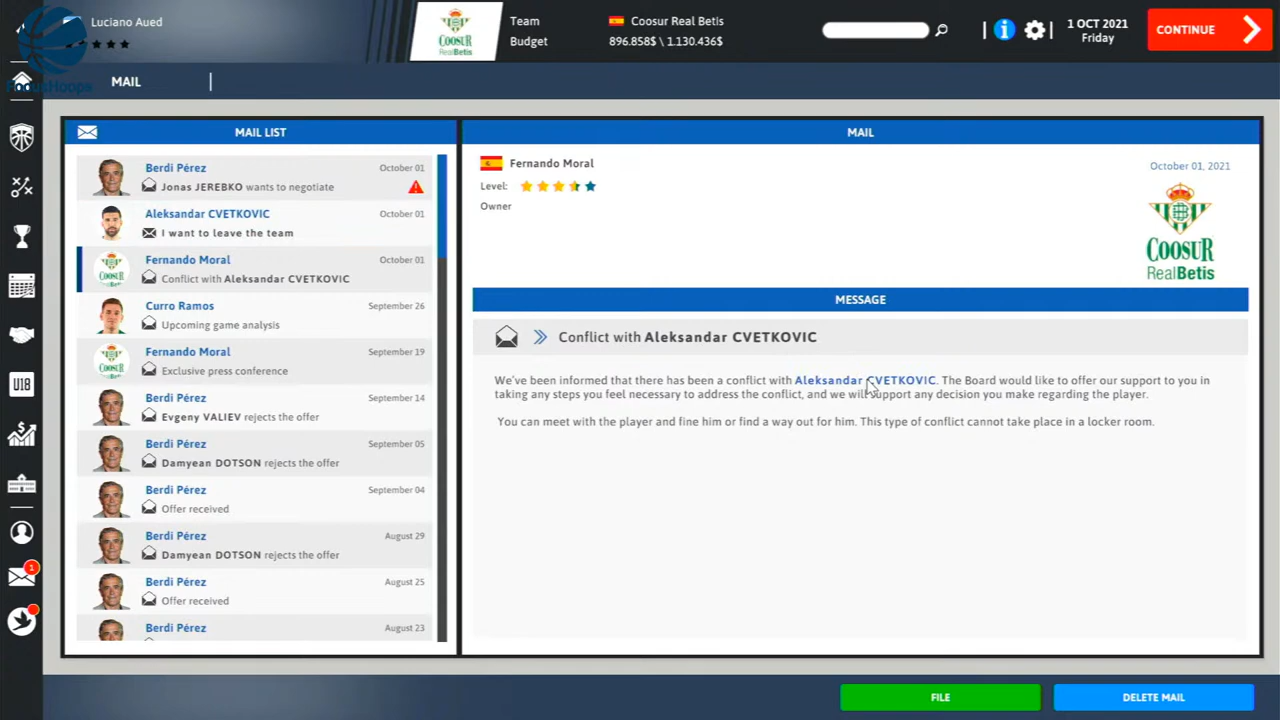 Luciano Aued
FocusHoops
COOSUR
RealBetis
Team
Budget
Coosur Real Betis
896.858$ \ 1.130.436$
1 OCT 2021
Friday
CONTINUE
MAIL
MAIL LIST
Berdi Pérez
October 01
Jonas JEREBKO wants to negotiate
Aleksandar CVETKOVIC
October 01
I want to leave the team
Fernando Moral
October 01
Conflict with Aleksandar CVETKOVIC
Curro Ramos
September 26
Upcoming game analysis
Fernando Moral
September 19
Exclusive press conference
Berdi Pérez
September 14
Evgeny VALIEV rejects the offer
Berdi Pérez
September 05
Damyean DOTSON rejects the offer
Berdi Pérez
September 04
Offer received
Berdi Pérez
August 29
Damyean DOTSON rejects the offer
Berdi Pérez
August 25
Offer received
Berdi Pérez
August 23
U18
1
MAIL
Fernando Moral
October 01, 2021
Level:
Owner
COOSUR
RealBetis
MESSAGE
Conflict with Aleksandar CVETKOVIC
We've been informed that there has been a conflict with Aleksandar CVETKOVIC. The Board would like to offer our support to you in
taking any steps you feel necessary to address the conflict, and we will support any decision you make regarding the player.
You can meet with the player and fine him or find a way out for him. This type of conflict cannot take place in a locker room.
FILE
DELETE MAIL